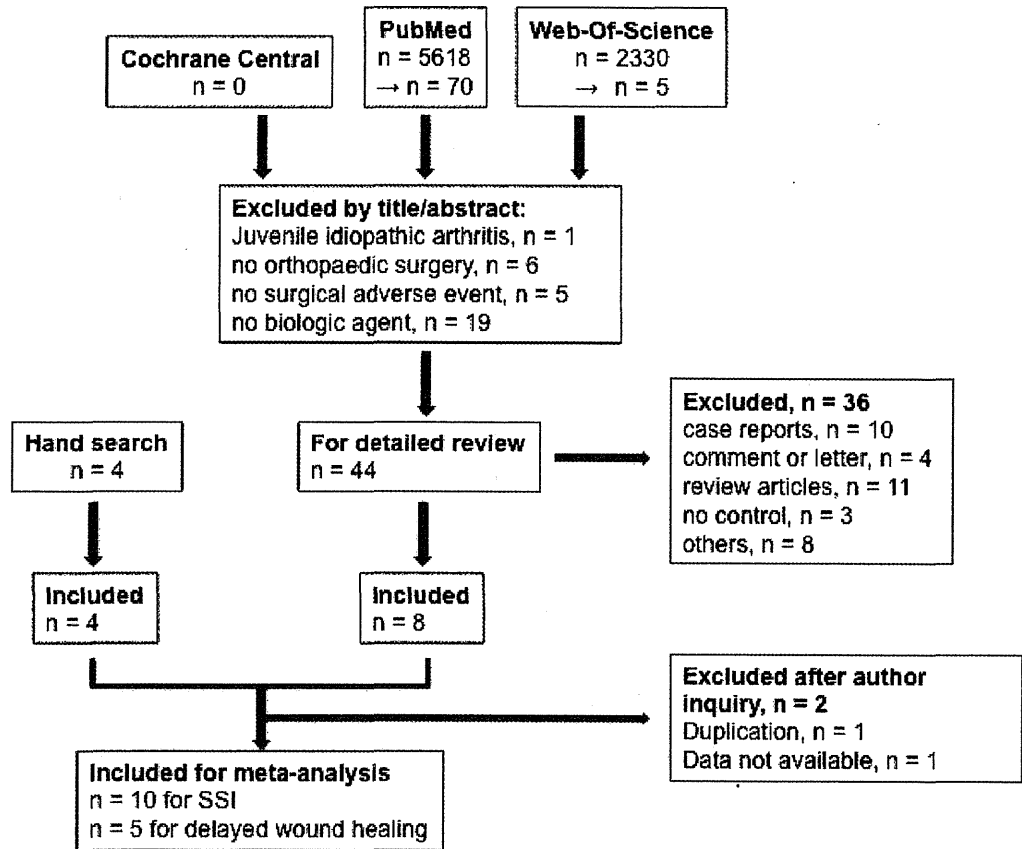 Cochrane Central
n = 0
PubMed
n = 5618
→ n = 70
Web-Of-Science
n = 2330
→ n = 5
Excluded by title/abstract:
Juvenile idiopathic arthritis, n = 1
no orthopaedic surgery, n = 6
no surgical adverse event, n = 5
no biologic agent, n = 19
Hand search
n = 4
For detailed review
n = 44
Excluded, n = 36
case reports, n = 10
comment or letter, n = 4
review articles, n = 11
no control, n = 3
others, n = 8
Included
n = 4
Included
n = 8
Excluded after author
inquiry, n = 2
Duplication, n = 1
Data not available, n = 1
Included for meta-analysis
n = 10 for SSI
n = 5 for delayed wound healing